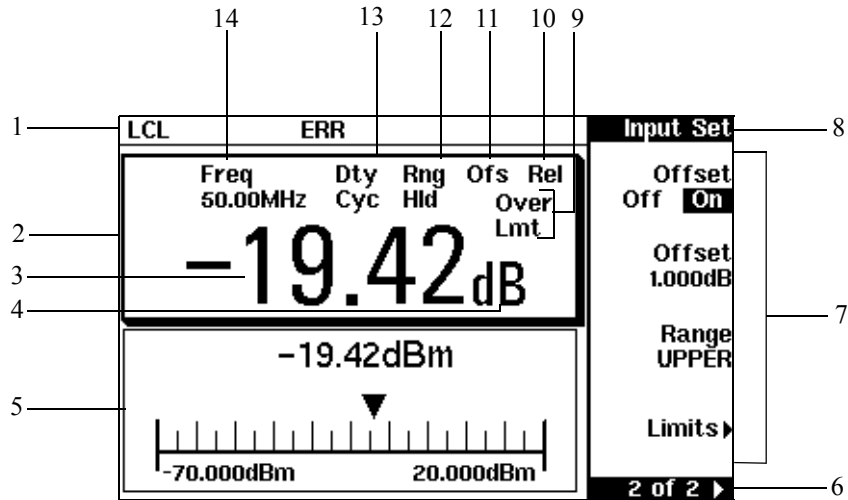 14 13 12 11 10 9
1 LCL ERR Input Set 8
Freq Dty Rng Ofs Rel
50.00MHz Cyc Hld Over
Lmt
2
3 -19.42dB
4
Offset
Off On
Offset
1.000dB
Range
UPPER
7
-19.42dBm
5
-70.000dBm 20.000dBm
Limits
2 of 2 6